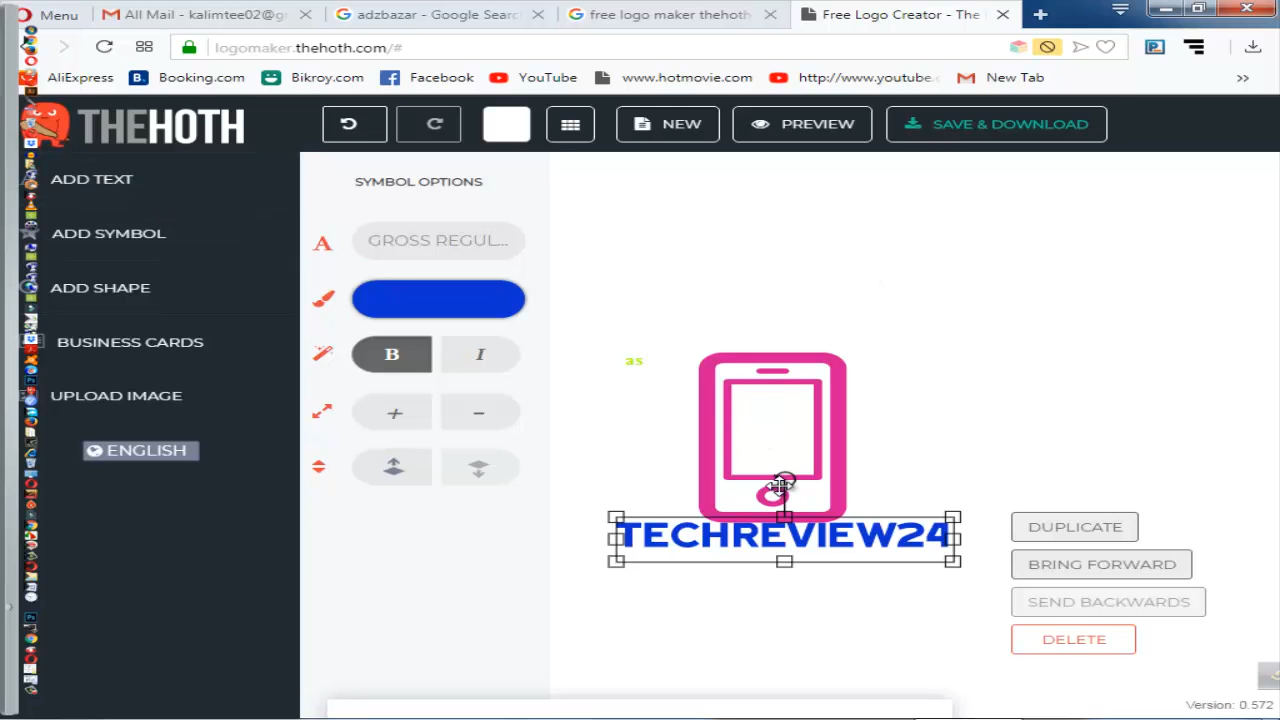 Menu
All Mail - kalimtee02@g
adzbazar - Google Searc
free logo maker thehoth
Free Logo Creator - The
logomaker.thehoth.com/#
AliExpress
Booking.com
Bikroy.com
Facebook
YouTube
www.hotmoviesm.com
http://www.youtube.
New Tab
THEHOTH
NEW
PREVIEW
SAVE & DOWNLOAD
ADD TEXT
ADD SYMBOL
ADD SHAPE
BUSINESS CARDS
UPLOAD IMAGE
ENGLISH
SYMBOL OPTIONS
GROSS REGUL...
B
I
+
-
as
TECHREVIEW24
DUPLICATE
BRING FORWARD
SEND BACKWARDS
DELETE
Version: 0.572